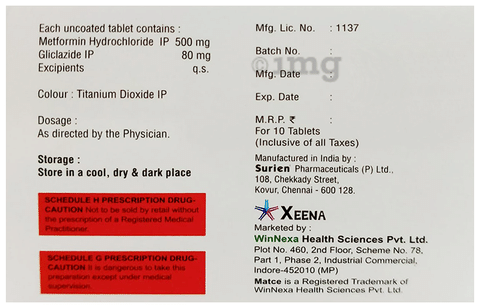 Each uncoated tablet contains :
Metformin Hydrochloride IP 500 mg
Gliclazide IP 80 mg
Excipients q.s.
Colour : Titanium Dioxide IP
Dosage :
As directed by the Physician.
Storage :
Store in a cool, dry & dark place
SCHEDULE H PRESCRIPTION DRUG-
CAUTION Not to be sold by retail without
the prescription of a Registered Medical
Practitioner.
SCHEDULE G PRESCRIPTION DRUG-
CAUTION It is dangerous to take this
preparation except under medical
supervision.
Mfg. Lic. No. : 1137
Batch No. :
1mg
Mfg. Date :
Exp. Date :
M.R.P. ₹ :
For 10 Tablets
(Inclusive of all Taxes)
Manufactured in India by :
Surien Pharmaceuticals (P) Ltd.,
108, Chekkady Street,
Kovur, Chennai - 600 128.
XEENA
Marketed by :
WinNexa Health Sciences Pvt. Ltd.
Plot No. 460, 2nd Floor, Scheme No. 78,
Part 1, Phase 2, Industrial Commercial,
Indore-452010 (MP)
Matce is a Registered Trademark of
WinNexa Health Sciences Pvt. Ltd.